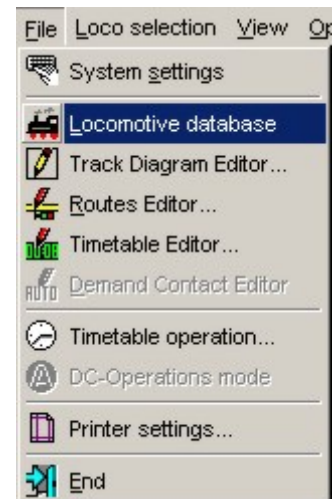 File Loco selection View Op
System settings
Locomotive database
Track Diagram Editor...
Routes Editor...
Timetable Editor...
AUTO Demand Contact Editor
Timetable operation...
A DC-Operations mode
Printer settings...
End